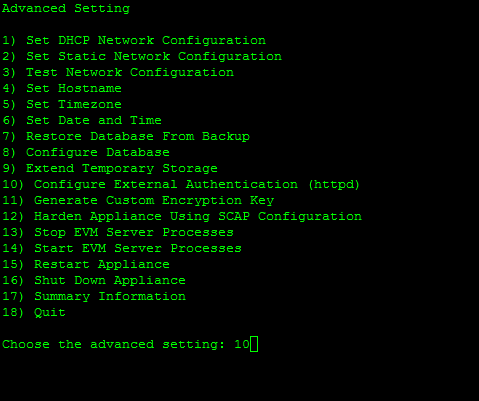 Advanced Setting
1) Set DHCP Network Configuration
2) Set Static Network Configuration
3) Test Network Configuration
4) Set Hostname
5) Set Timezone
6) Set Date and Time
7) Restore Database From Backup
8) Configure Database
9) Extend Temporary Storage
10) Configure External Authentication (httpd)
11) Generate Custom Encryption Key
12) Harden Appliance Using SCAP Configuration
13) Stop EVM Server Processes
14) Start EVM Server Processes
15) Restart Appliance
16) Shut Down Appliance
17) Summary Information
18) Quit
Choose the advanced setting: 10